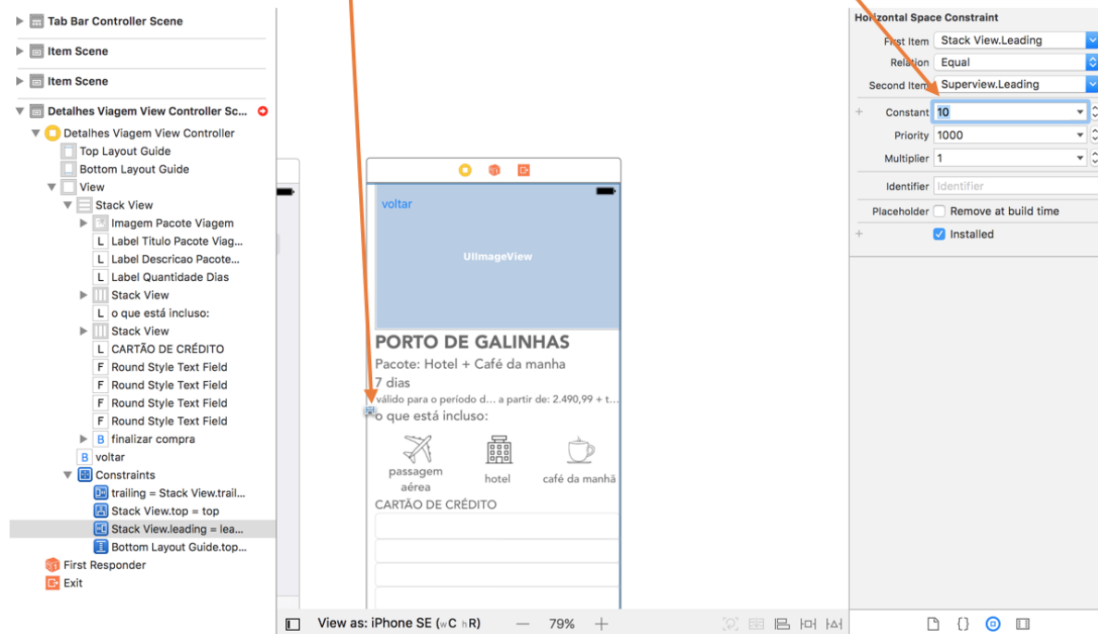 Tab Bar Controller Scene
Item Scene
Item Scene
Detalhes Viagem View Controller Sc...
Detalhes Viagem View Controller
Top Layout Guide
Bottom Layout Guide
View
Stack View
Imagem Pacote Viagem
L Label Titulo Pacote Viag...
L Label Descricao Pacote...
L Label Quantidade Dias
Stack View
L o que está incluso:
Stack View
L CARTÃO DE CRÉDITO
F Round Style Text Field
F Round Style Text Field
F Round Style Text Field
F Round Style Text Field
B finalizar compra
B voltar
Constraints
trailing = Stack View.trail...
Stack View.top = top
Stack View.leading = lea...
Bottom Layout Guide.top...
First Responder
Exit
voltar
UIImageView
PORTO DE GALINHAS
Pacote: Hotel + Café da manha
7 dias
válido para o período d... a partir de: 2.490,99 + t...
o que está incluso:
passagem aérea
hotel
café da manhã
CARTÃO DE CRÉDITO
View as: iPhone SE (wC hR)
— 79% +
Horizontal Space Constraint
First Item Stack View.Leading
Relation Equal
Second Item Superview.Leading
+ Constant 10
Priority 1000
Multiplier 1
Identifier Identifier
Placeholder Remove at build time
+ Installed
{}